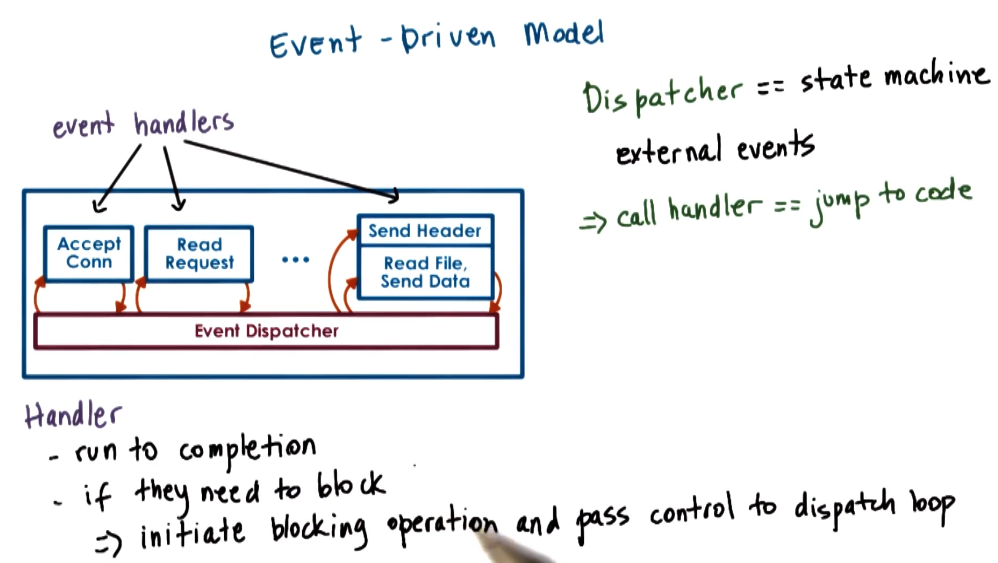 Event-Driven Model
Dispatcher == state machine
external events
=> call handler == jump to code
event handlers
Accept
Conn
Read
Request
...
Send Header
Read File,
Send Data
Event Dispatcher
Handler
- run to completion
- if they need to block
=> initiate blocking operation and pass control to dispatch loop